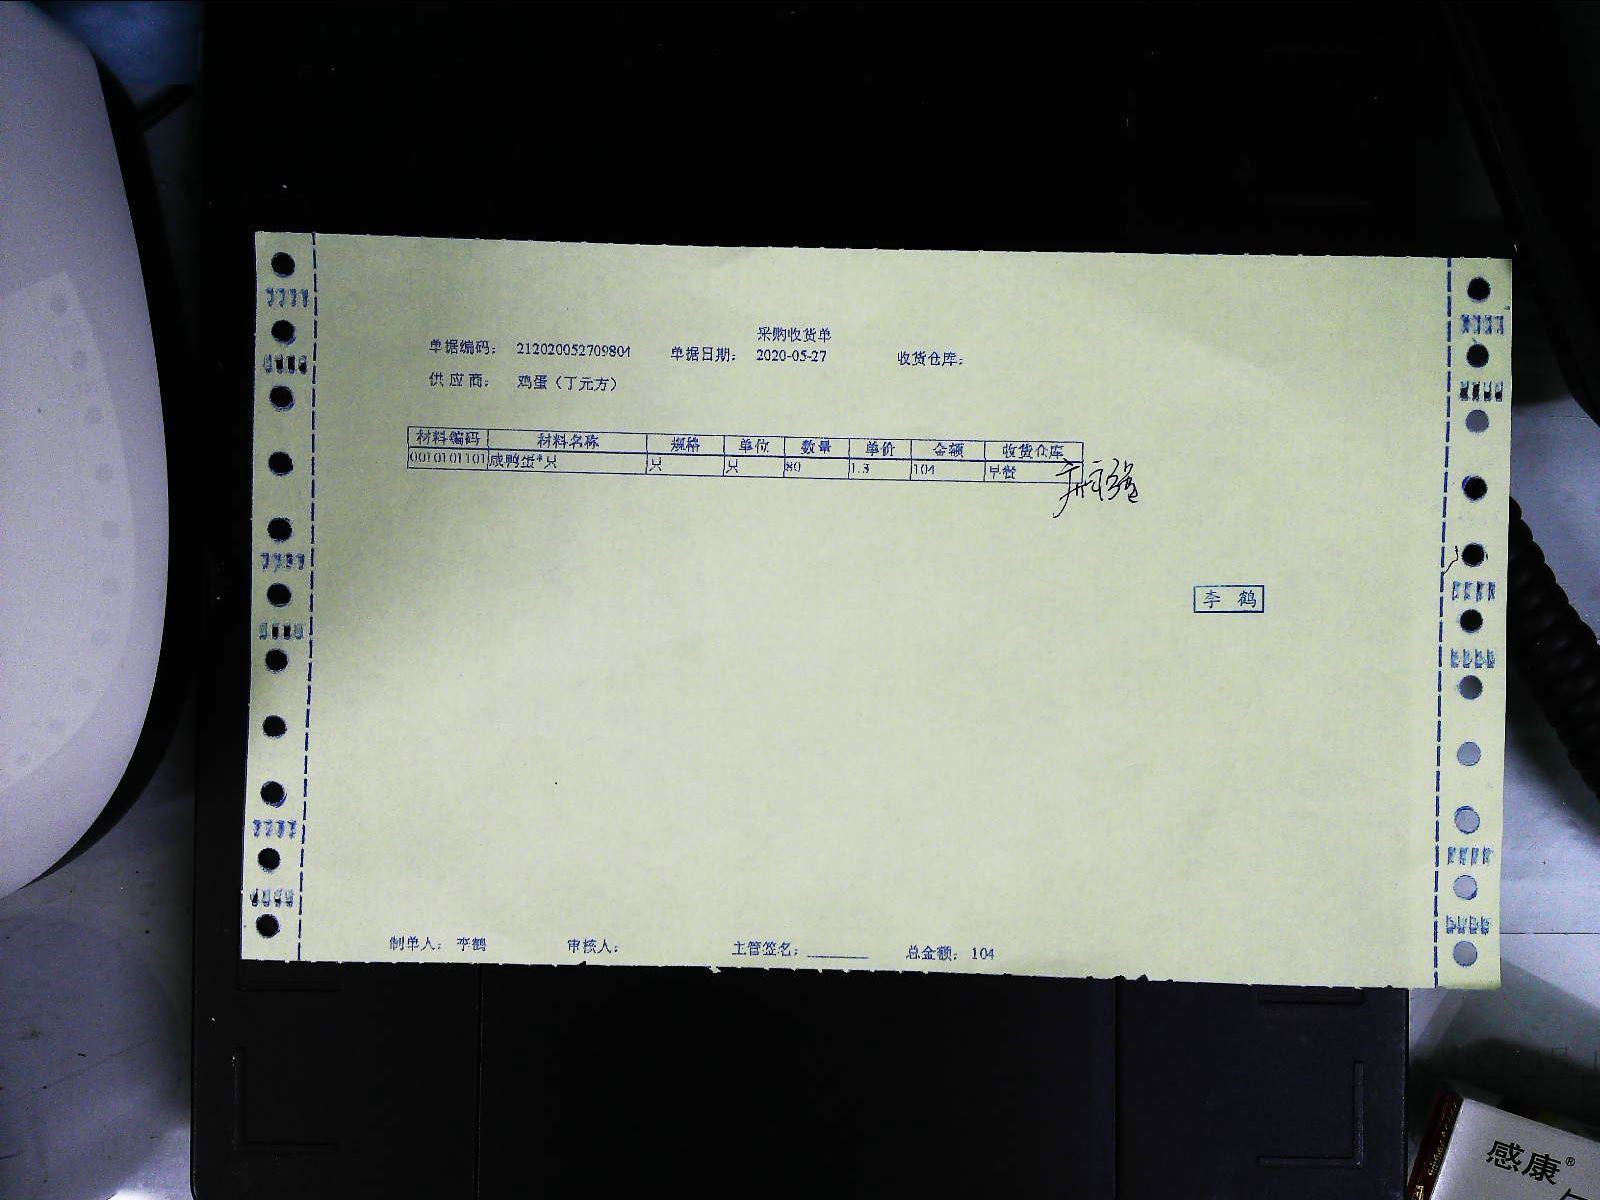 采购收货单
单据编码： 212020052709804 单据日期： 2020-05-27 收货仓库：
供应商： 鸡蛋（丁元方）
材料编码 材料名称 规格 单位 数量 单价 金额 收货仓库
0010101101 咸鸭蛋*只 只 只 80 1.3 104 早餐
李鹤
制单人： 李鹤 审核人： 主管签名：______ 总金额： 104
感康®